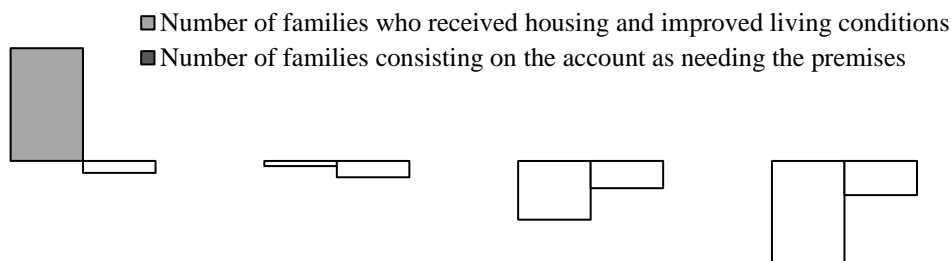 Number of families who received housing and improved living conditions
Number of families consisting on the account as needing the premises